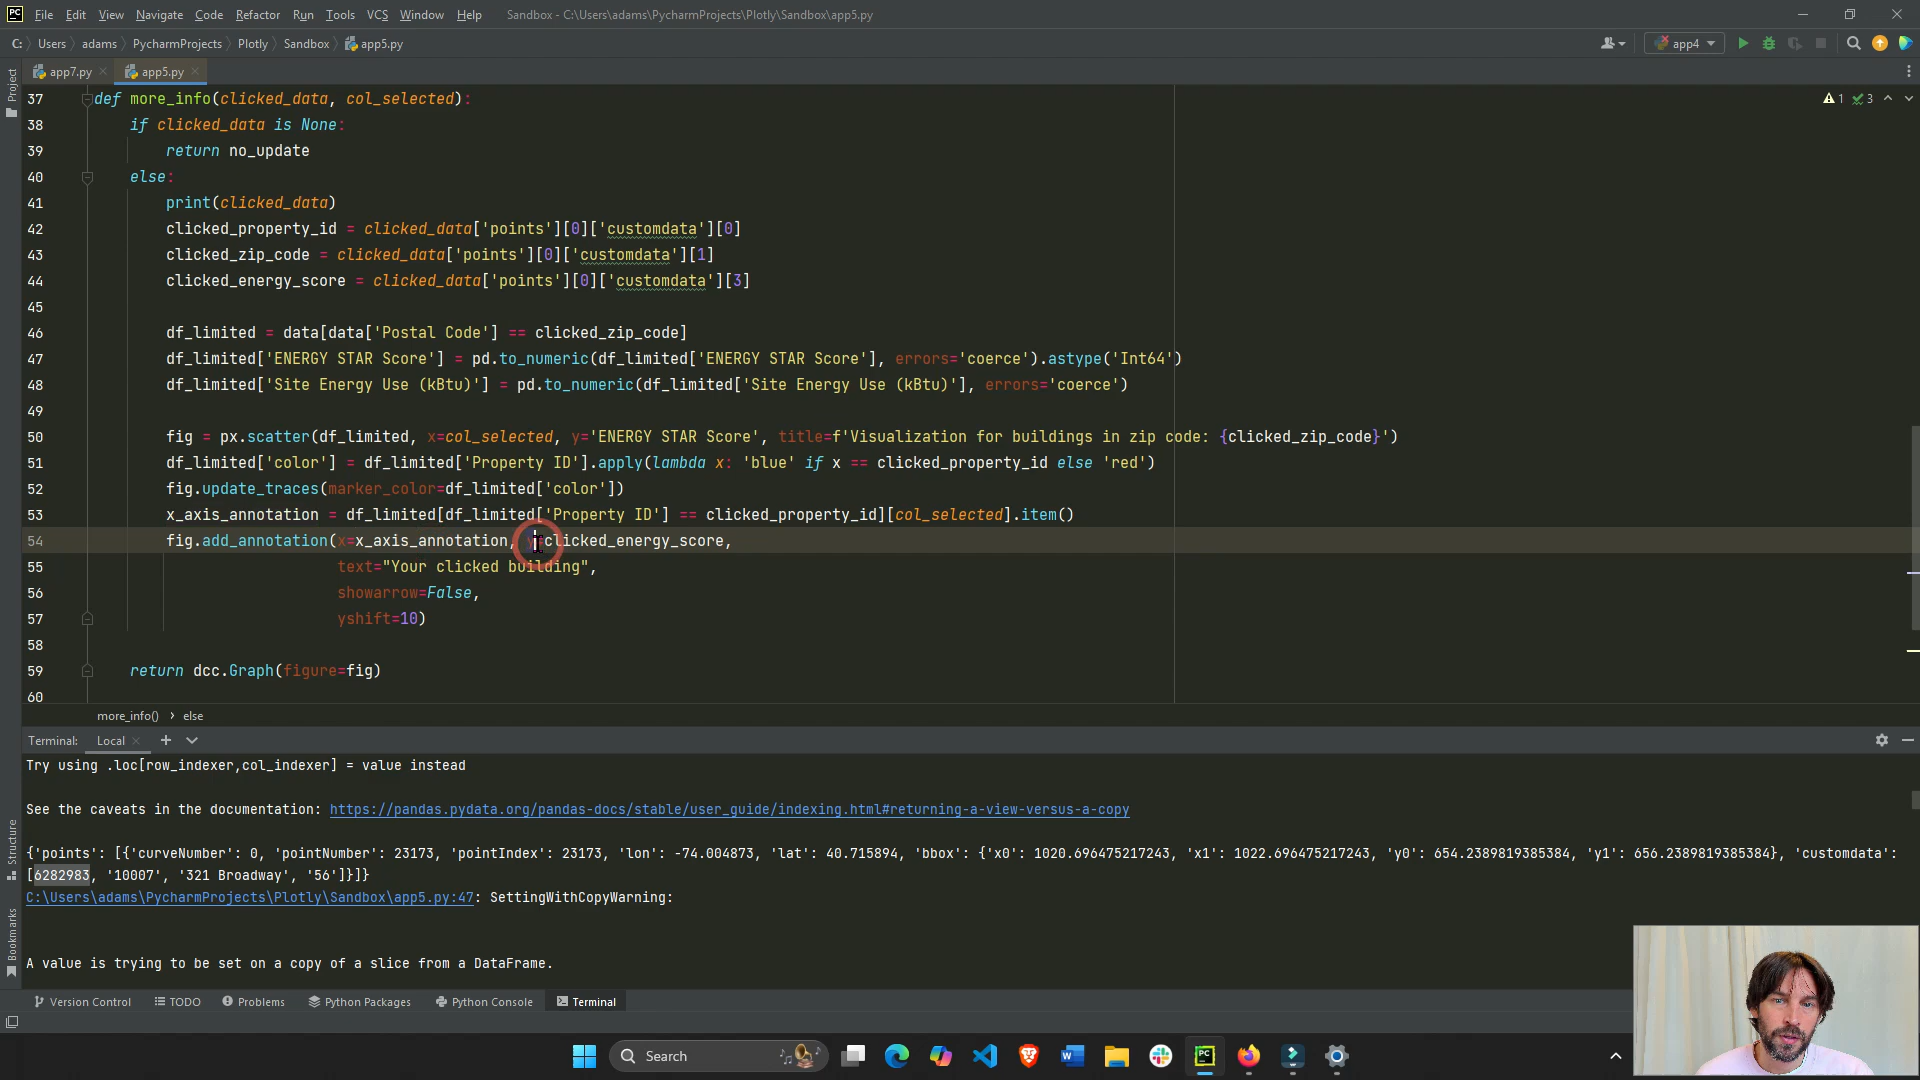 PC File Edit View Navigate Code Refactor Run Tools VCS Window Help Sandbox - C:\Users\adams\PycharmProjects\Plotly\Sandbox\app5.py
C: Users adams PycharmProjects Plotly Sandbox app5.py app4
Project app7.py app5.py
37 def more_info(clicked_data, col_selected): 1 3
38 if clicked_data is None:
39 return no_update
40 else:
41 print(clicked_data)
42 clicked_property_id = clicked_data['points'][0]['customdata'][0]
43 clicked_zip_code = clicked_data['points'][0]['customdata'][1]
44 clicked_energy_score = clicked_data['points'][0]['customdata'][3]
45
46 df_limited = data[data['Postal Code'] == clicked_zip_code]
47 df_limited['ENERGY STAR Score'] = pd.to_numeric(df_limited['ENERGY STAR Score'], errors='coerce').astype('Int64')
48 df_limited['Site Energy Use (kBtu)'] = pd.to_numeric(df_limited['Site Energy Use (kBtu)'], errors='coerce')
49
50 fig = px.scatter(df_limited, x=col_selected, y='ENERGY STAR Score', title=f'Visualization for buildings in zip code: {clicked_zip_code}')
51 df_limited['color'] = df_limited['Property ID'].apply(lambda x: 'blue' if x == clicked_property_id else 'red')
52 fig.update_traces(marker_color=df_limited['color'])
53 x_axis_annotation = df_limited[df_limited['Property ID'] == clicked_property_id][col_selected].item()
54 fig.add_annotation(x=x_axis_annotation, y=clicked_energy_score,
55 text="Your clicked building",
56 showarrow=False,
57 yshift=10)
58
59 return dcc.Graph(figure=fig)
60
more_info() › else
Terminal: Local
Try using .loc[row_indexer,col_indexer] = value instead
See the caveats in the documentation: https://pandas.pydata.org/pandas-docs/stable/user_guide/indexing.html#returning-a-view-versus-a-copy
{'points': [{'curveNumber': 0, 'pointNumber': 23173, 'pointIndex': 23173, 'lon': -74.004873, 'lat': 40.715894, 'bbox': {'x0': 1020.696475217243, 'x1': 1022.696475217243, 'y0': 654.2389819385384, 'y1': 656.2389819385384}, 'customdata':
[6282983, '10007', '321 Broadway', '56']}]}
C:\Users\adams\PycharmProjects\Plotly\Sandbox\app5.py:47: SettingWithCopyWarning:
A value is trying to be set on a copy of a slice from a DataFrame.
Structure
Bookmarks
Version Control TODO Problems Python Packages Python Console Terminal
Search